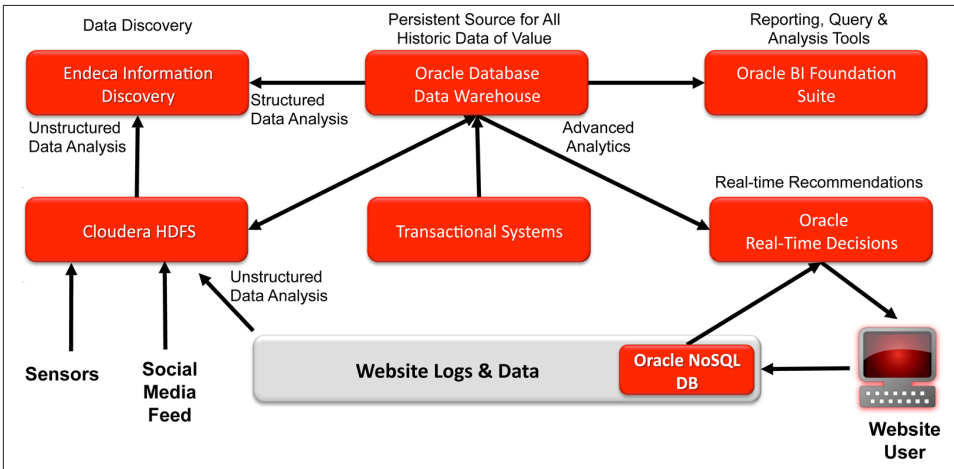 Data Discovery
Persistent Source for All
Historic Data of Value
Reporting, Query &
Analysis Tools
Endeca Information
Discovery
Structured
Data Analysis
Oracle Database
Data Warehouse
Oracle BI Foundation
Suite
Unstructured
Data Analysis
Advanced
Analytics
Real-time Recommendations
Cloudera HDFS
Transactional Systems
Oracle
Real-Time Decisions
Unstructured
Data Analysis
Sensors
Social
Media
Feed
Website Logs & Data
Oracle NoSQL
DB
Website
User